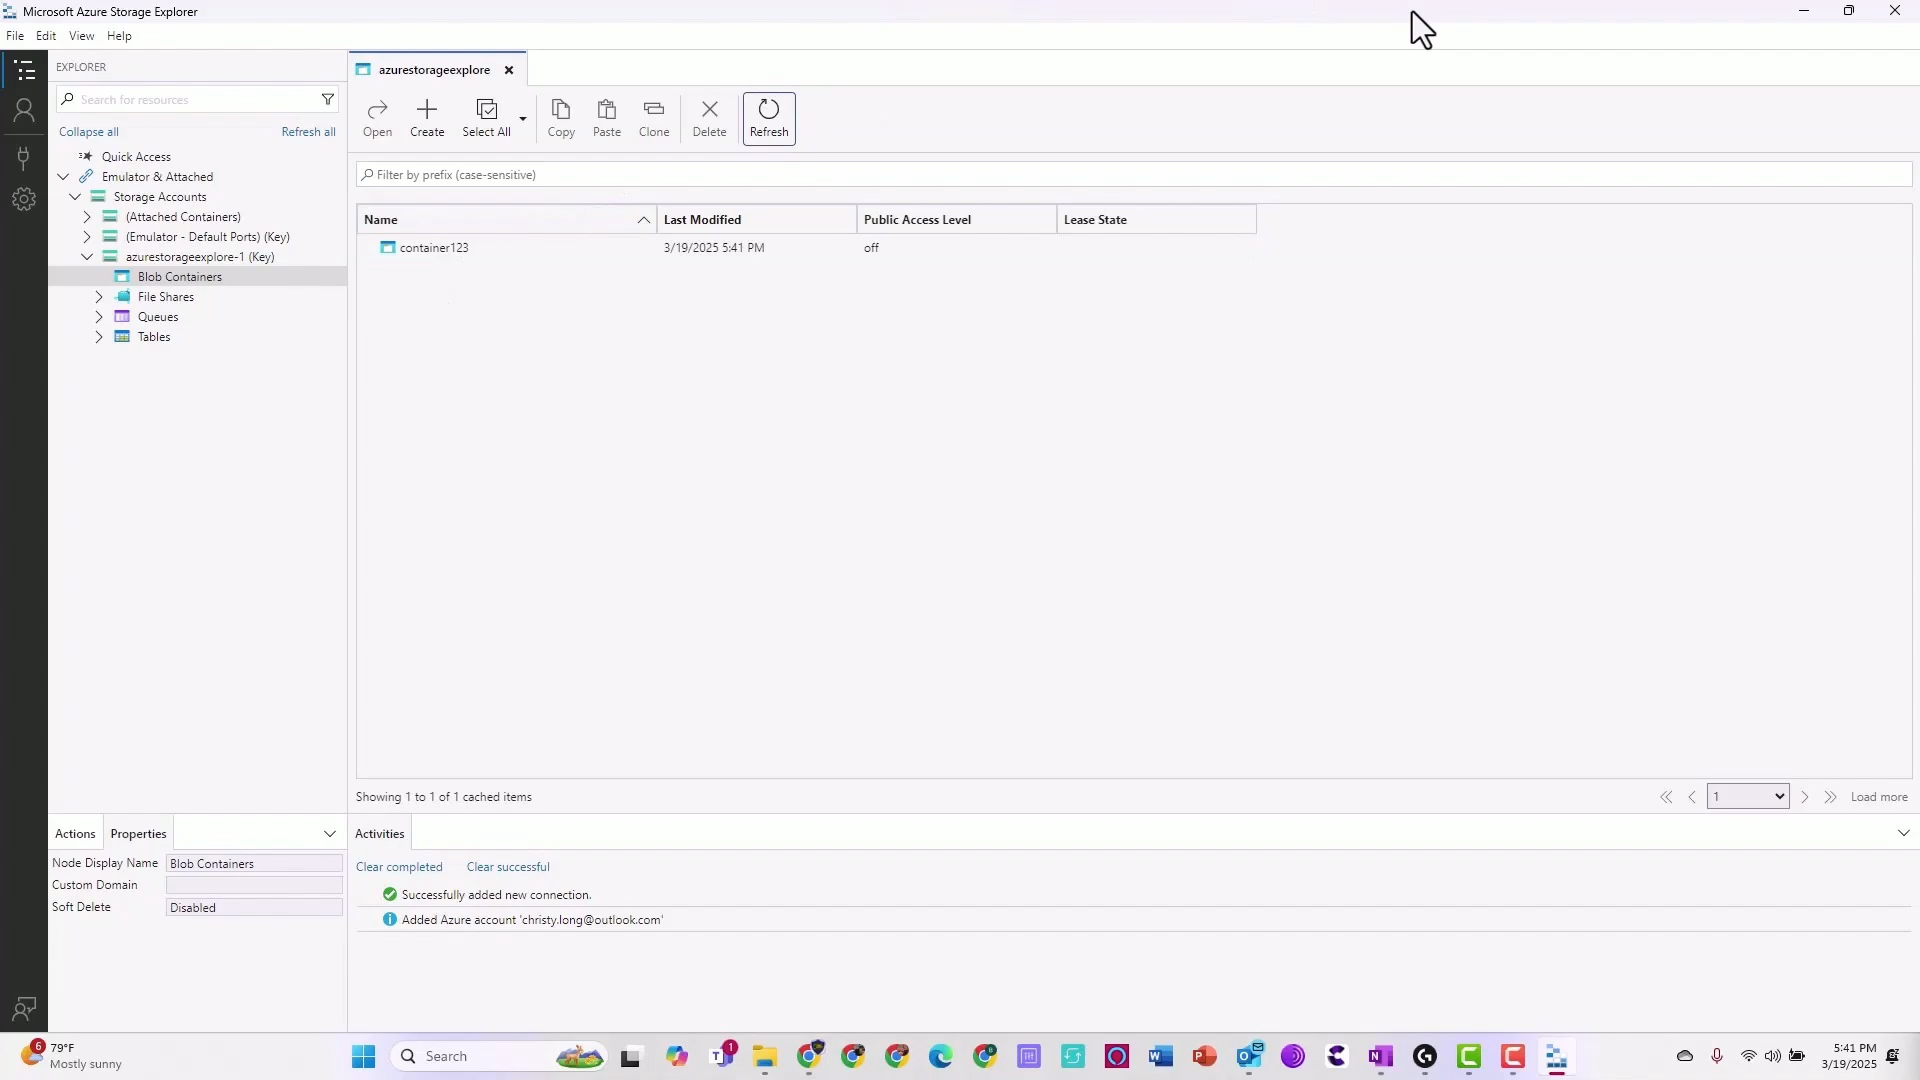 Microsoft Azure Storage Explorer
File Edit View Help
EXPLORER
Search for resources
Collapse all Refresh all
Quick Access
Emulator & Attached
Storage Accounts
(Attached Containers)
(Emulator - Default Ports) (Key)
azurestorageexplore-1 (Key)
Blob Containers
File Shares
Queues
Tables
azurestorageexplore
Open Create Select All Copy Paste Clone Delete Refresh
Filter by prefix (case-sensitive)
Name Last Modified Public Access Level Lease State
container123 3/19/2025 5:41 PM off
Showing 1 to 1 of 1 cached items
1 Load more
Actions Properties
Node Display Name Blob Containers
Custom Domain
Soft Delete Disabled
Activities
Clear completed Clear successful
Successfully added new connection.
Added Azure account 'christy.long@outlook.com'
6
79°F
Mostly sunny
Search
1
5:41 PM
3/19/2025